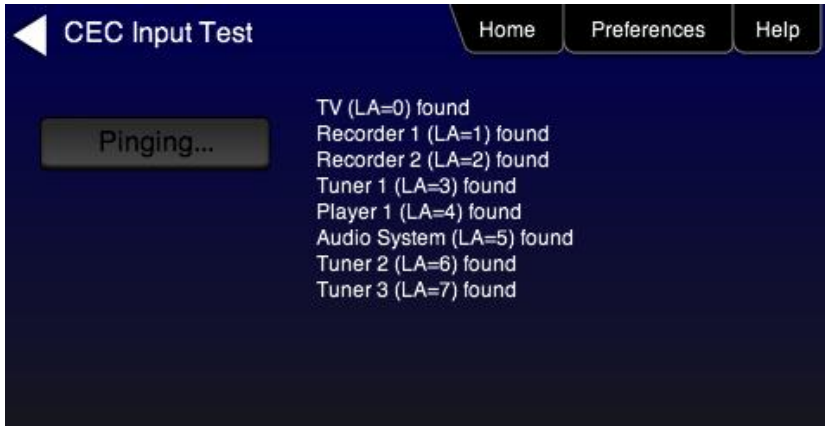 CEC Input Test
Home
Preferences
Help
Pinging...
TV (LA=0) found
Recorder 1 (LA=1) found
Recorder 2 (LA=2) found
Tuner 1 (LA=3) found
Player 1 (LA=4) found
Audio System (LA=5) found
Tuner 2 (LA=6) found
Tuner 3 (LA=7) found